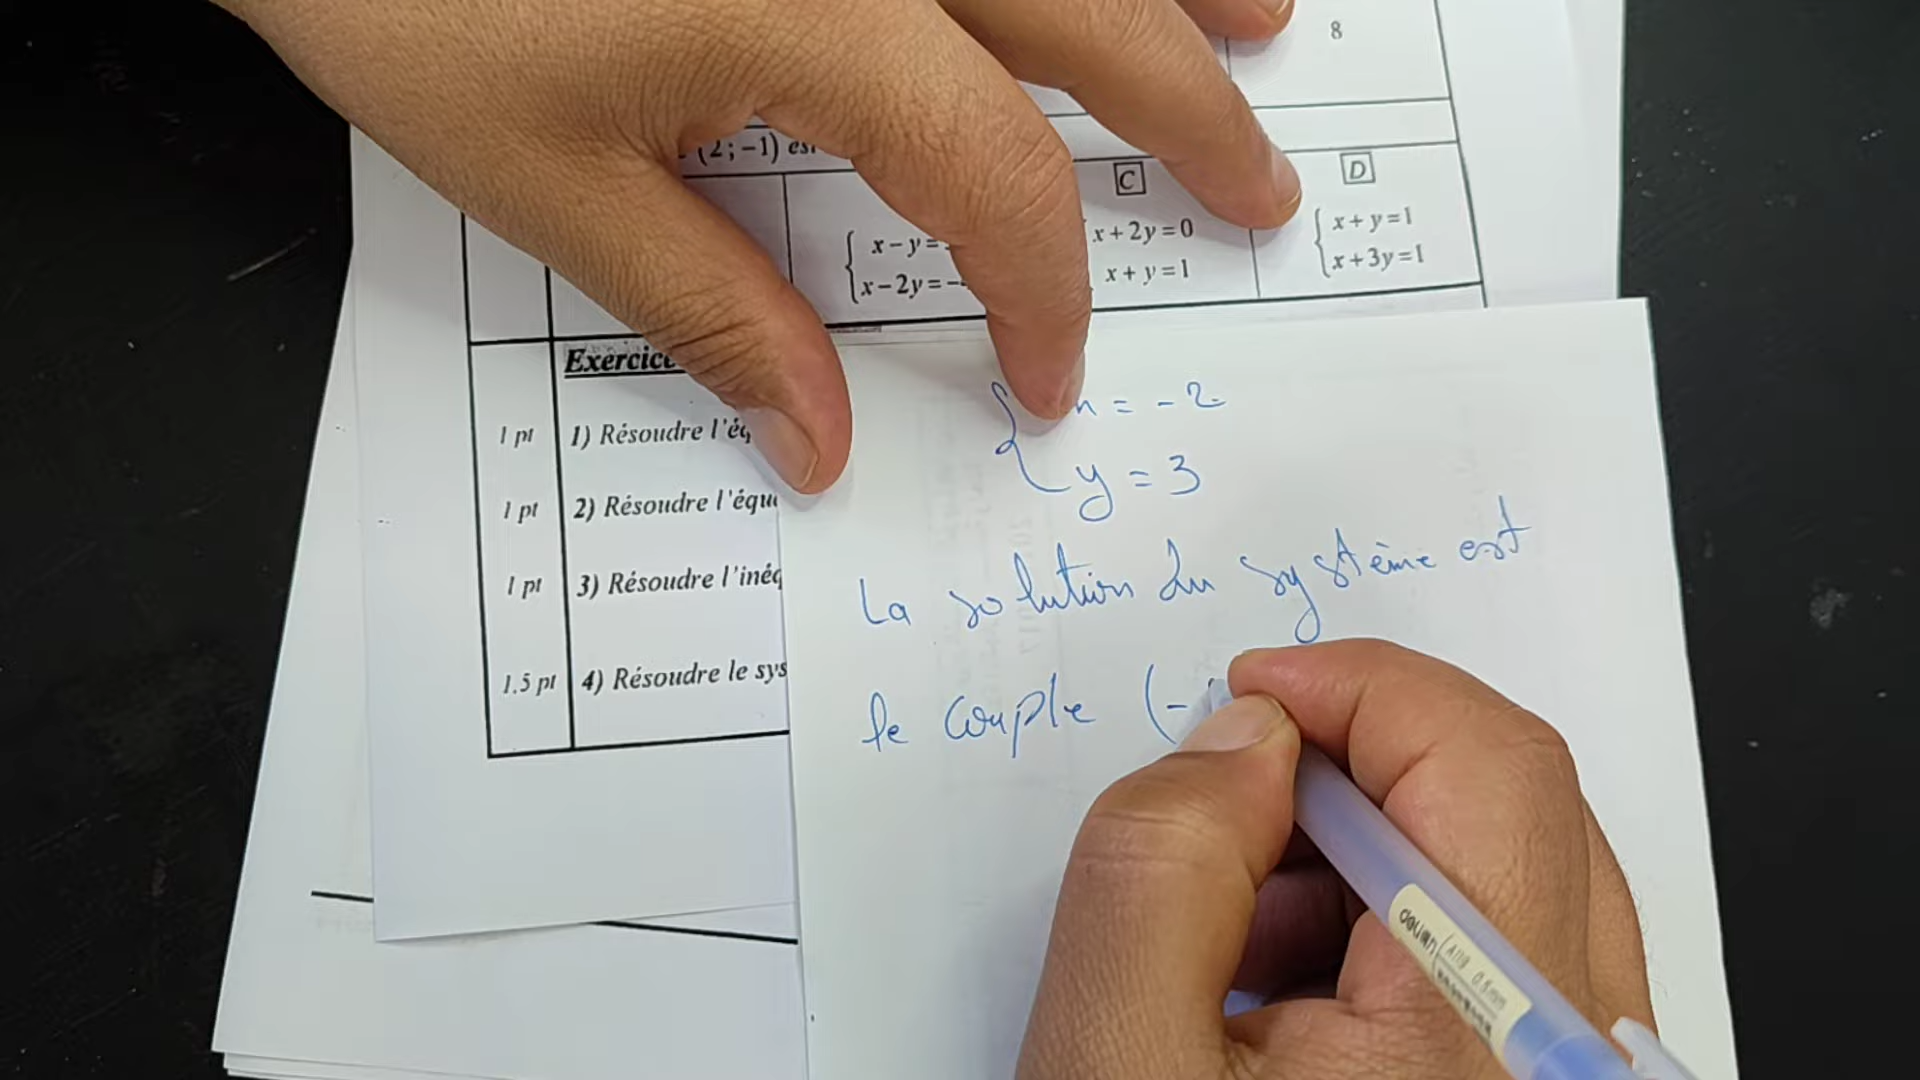 8
(2 ; −1)
C
D
x − y =
x + 2y = 0
x + y = 1
x − 2y = −
x + y = 1
x + 3y = 1
1 pt 1) Résoudre l'éq
1 pt 2) Résoudre l'équ
1 pt 3) Résoudre l'inéq
1.5 pt 4) Résoudre le sys
= -2
y = 3
La solution du système est
le couple (-